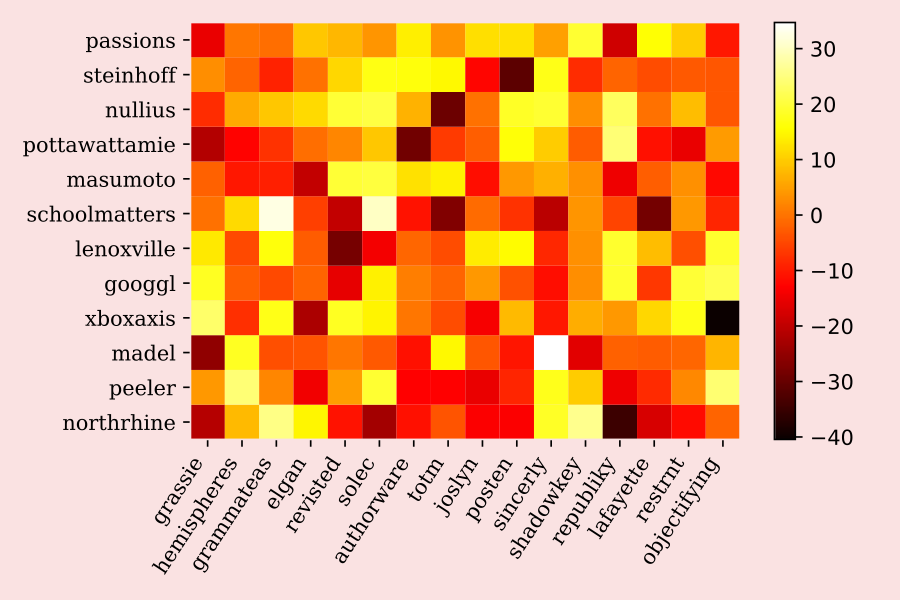 passions
steinhoff
nullius
pottawattamie
masumoto
schoolmatters
lenoxville
googgl
xboxaxis
madel
peeler
northrhine
grassie
hemispheres
grammateas
elgan
revisted
solec
authorware
totm
joslyn
posten
sincerly
shadowkey
republiky
lafayette
restrnt
objectifying
30
20
10
0
−10
−20
−30
−40